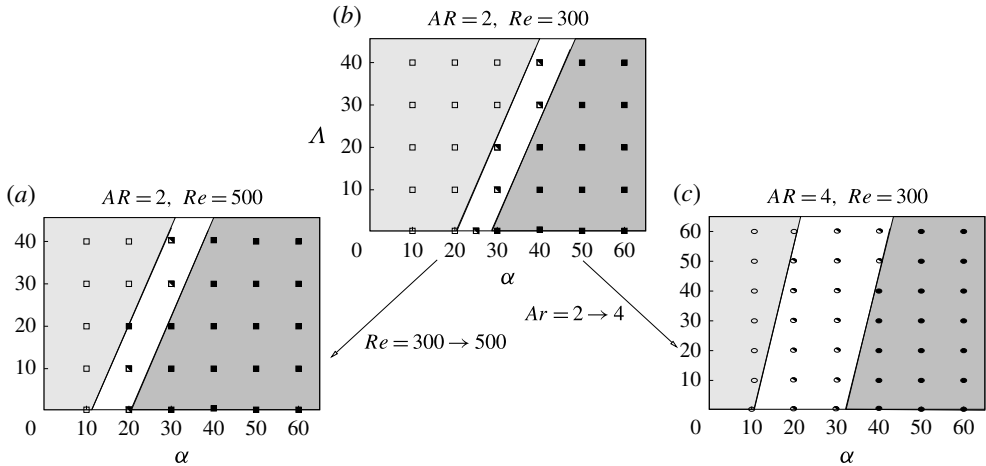 (b)
AR = 2, Re = 300
40
30
20
10
Λ
0 10 20 30 40 50 60
α
(a)
AR = 2, Re = 500
40
30
20
10
0 10 20 30 40 50 60
α
Re = 300 → 500
Ar = 2 → 4
(c)
AR = 4, Re = 300
60
50
40
30
20
10
0 10 20 30 40 50 60
α